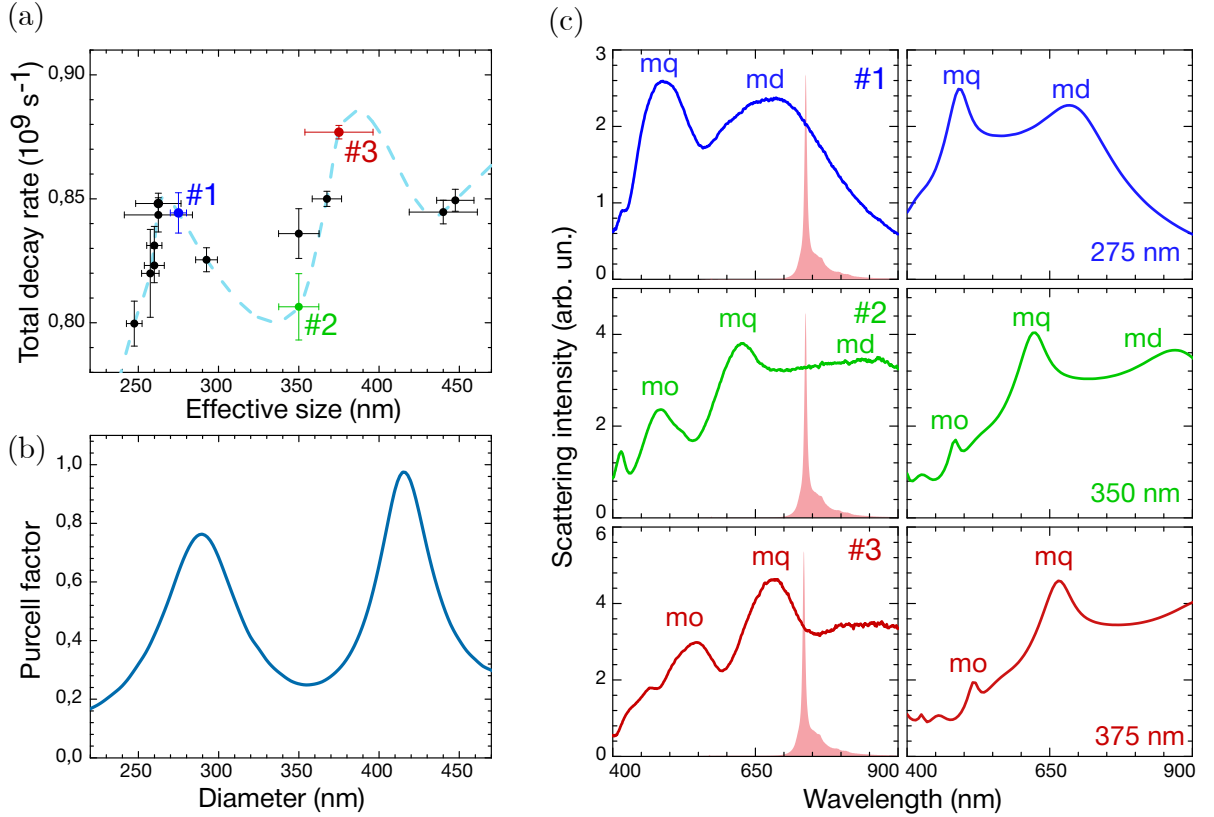 (a)
Total decay rate (10⁹ s⁻¹)
0,90
0,85
0,80
#1
#2
#3
250 300 350 400 450
Effective size (nm)
(b)
Purcell factor
1,0
0,8
0,6
0,4
0,2
0,0
250 300 350 400 450
Diameter (nm)
(c)
Scattering intensity (arb. un.)
3
2
1
0
mq
md
#1
mq
md
275 nm
4
2
0
mo
mq
md
#2
mo
mq
md
350 nm
6
4
2
0
mo
mq
#3
mo
mq
375 nm
400 650 900 400 650 900
Wavelength (nm)